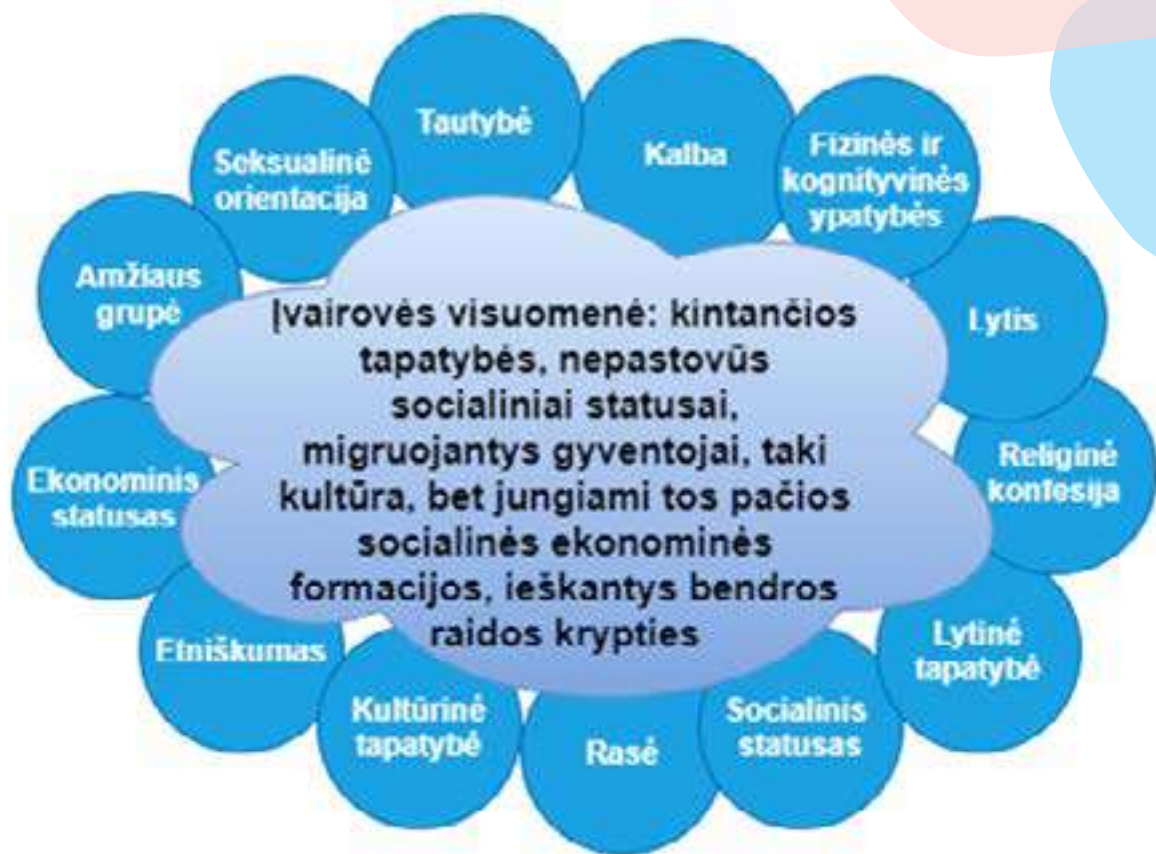 Tautybė
Kalba
Fizinės ir
kognityvinės
ypatybės
Lytis
Religinė
konfesija
Lytinė
tapatybė
Socialinis
statusas
Rasė
Kultūrinė
tapatybė
Etniškumas
Ekonominis
statusas
Amžiaus
grupė
Seksualinė
orientacija
Įvairovės visuomenė: kintančios
tapatybės, nepastovūs
socialiniai statusai,
migruojantys gyventojai, taki
kultūra, bet jungiami tos pačios
socialinės ekonominės
formacijos, ieškantys bendros
raidos krypties